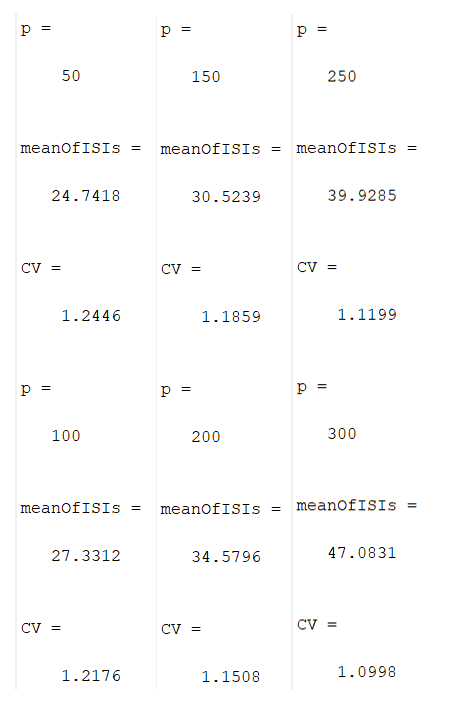 p =
50
meanOfISIs =
24.7418
CV =
1.2446
p =
100
meanOfISIs =
27.3312
CV =
1.2176
p =
150
meanOfISIs =
30.5239
CV =
1.1859
p =
200
meanOfISIs =
34.5796
CV =
1.1508
p =
250
meanOfISIs =
39.9285
CV =
1.1199
p =
300
meanOfISIs =
47.0831
CV =
1.0998